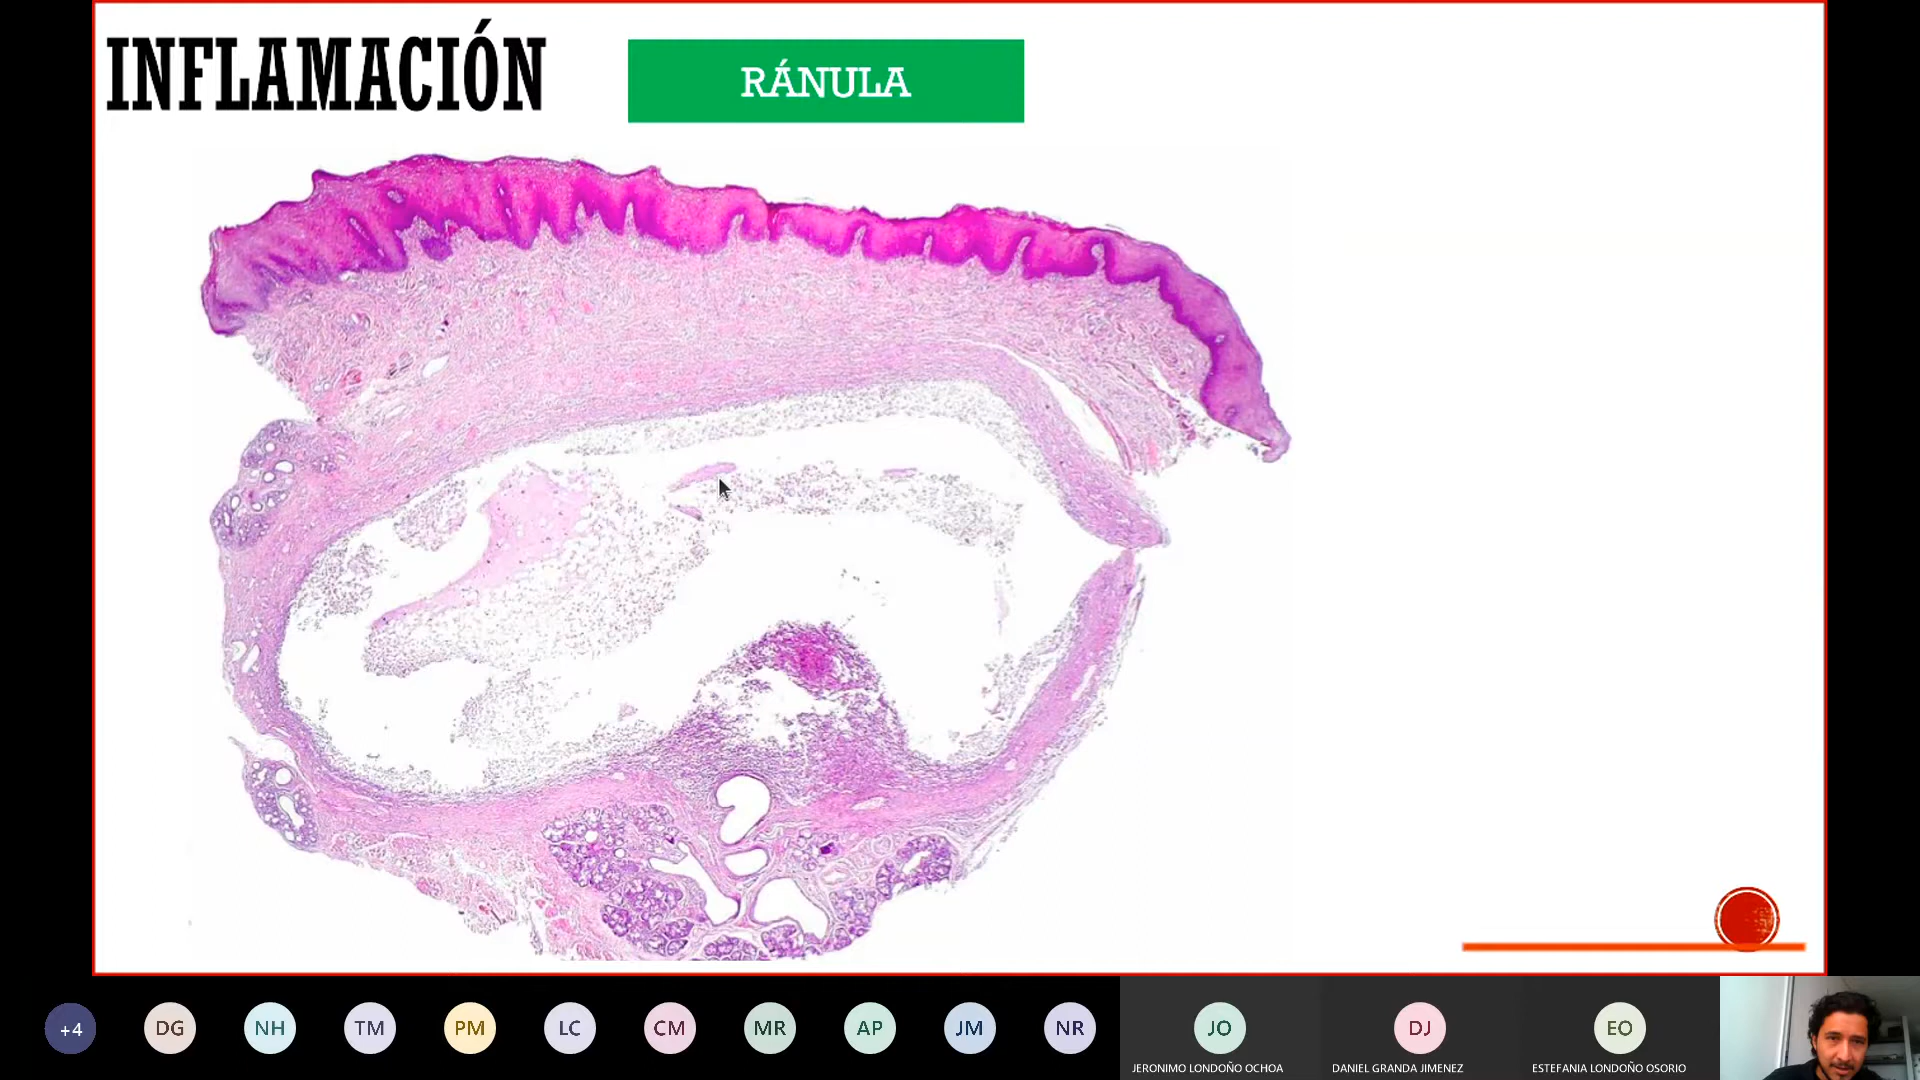 INFLAMACIÓN
RÁNULA
+4
DG
NH
TM
PM
LC
CM
MR
AP
JM
NR
JO
DJ
EO
JERONIMO LONDOÑO OCHOA
DANIEL GRANDA JIMENEZ
ESTEFANIA LONDOÑO OSORIO